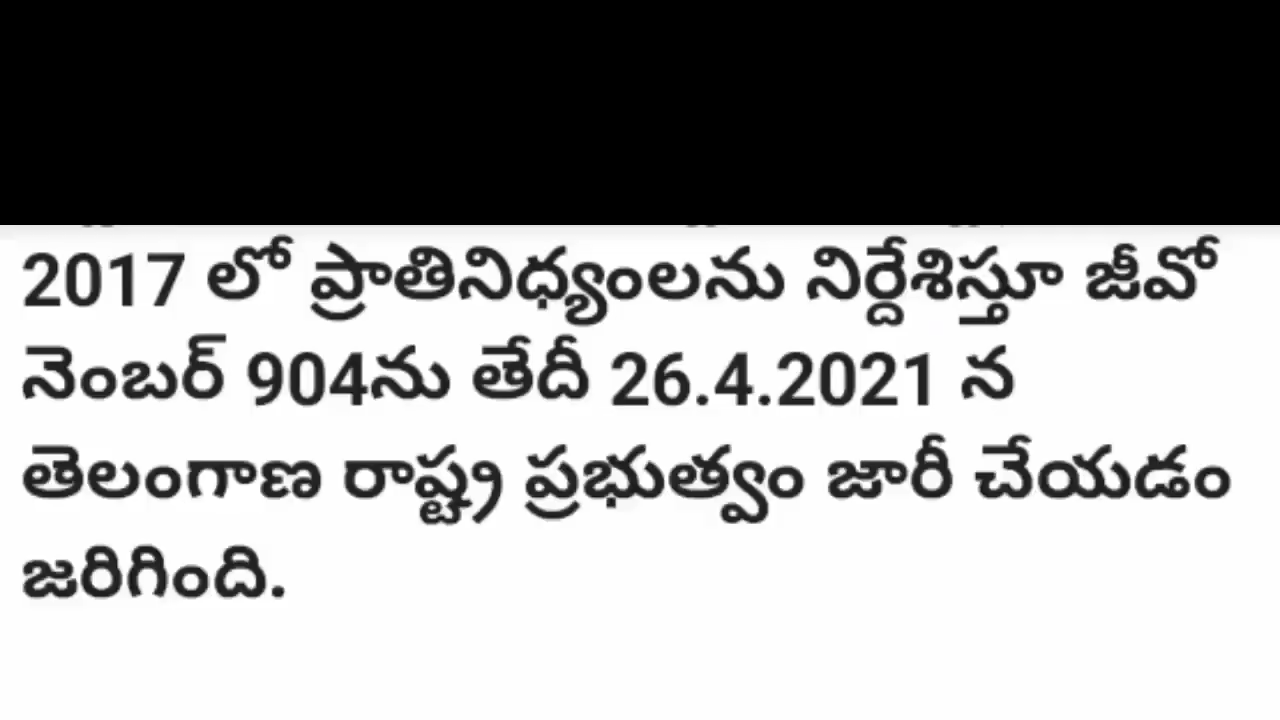 2017 లో ప్రాతినిధ్యంలను నిర్దేశిస్తూ జీవో
నెంబర్ 904ను తేదీ 26.4.2021 న
తెలంగాణ రాష్ట్ర ప్రభుత్వం జారీ చేయడం
జరిగింది.